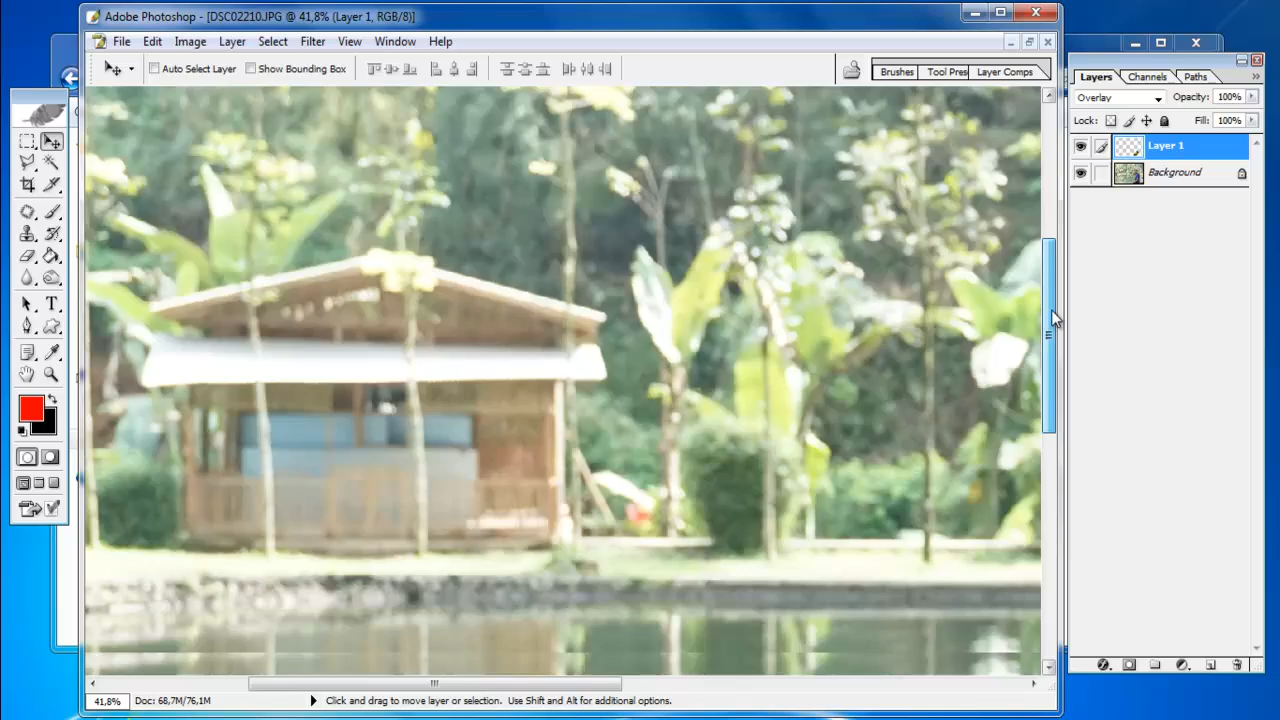 Adobe Photoshop - [DSC02210.JPG @ 41,8% (Layer 1, RGB/8)]
File Edit Image Layer Select Filter View Window Help
Auto Select Layer Show Bounding Box Brushes Tool Pres Layer Comps
Layers Channels Paths
Overlay Opacity: 100%
Lock: Fill: 100%
Layer 1
Background
41,8% Doc: 68,7M/76,1M Click and drag to move layer or selection. Use Shift and Alt for additional options.